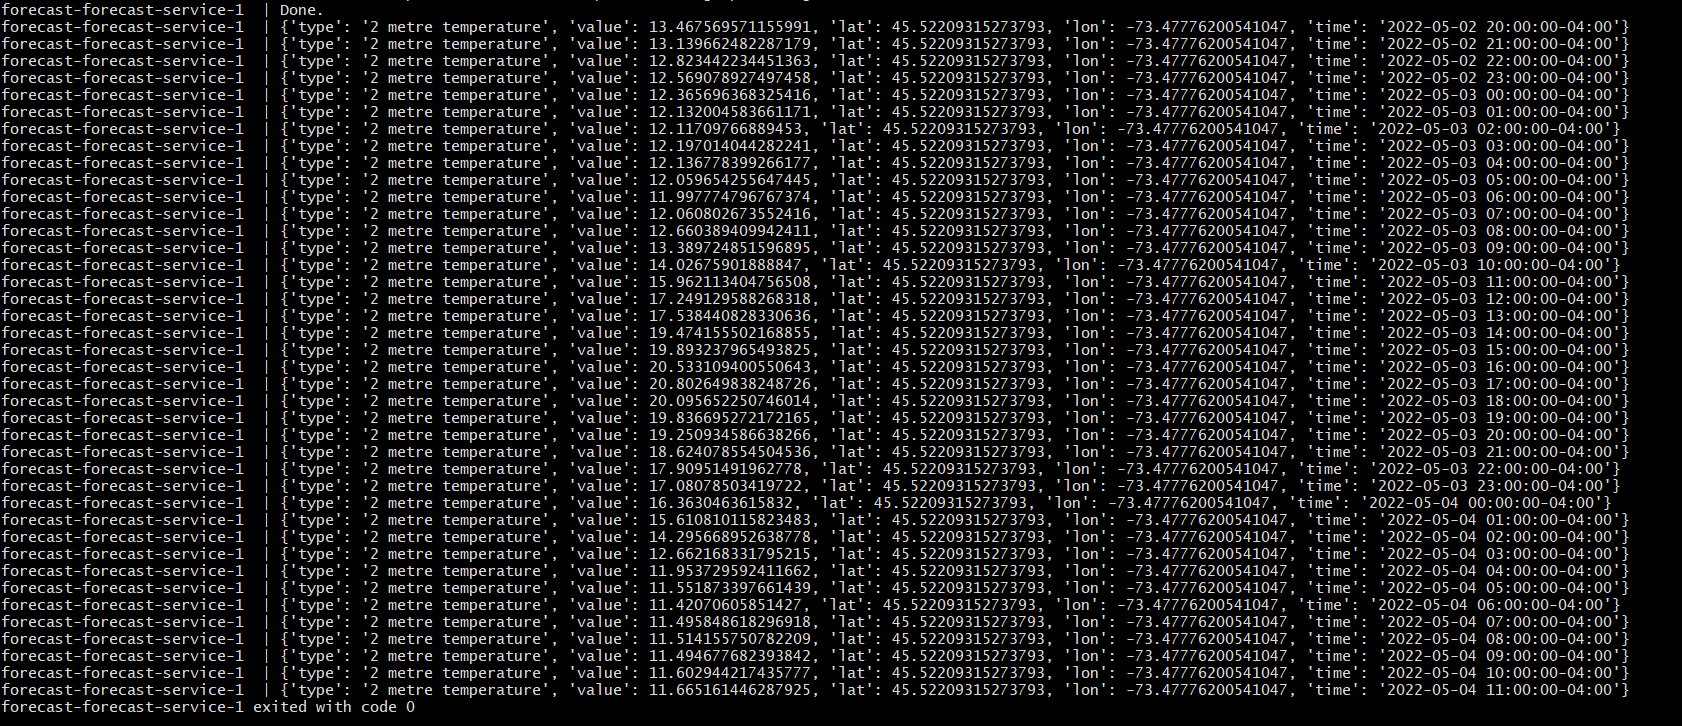 forecast-forecast-service-1  | Done.
forecast-forecast-service-1  | {'type': '2 metre temperature', 'value': 13.467569571155991, 'lat': 45.52209315273793, 'lon': -73.47776200541047, 'time': '2022-05-02 20:00:00-04:00'}
forecast-forecast-service-1  | {'type': '2 metre temperature', 'value': 13.139662482287179, 'lat': 45.52209315273793, 'lon': -73.47776200541047, 'time': '2022-05-02 21:00:00-04:00'}
forecast-forecast-service-1  | {'type': '2 metre temperature', 'value': 12.823442234451363, 'lat': 45.52209315273793, 'lon': -73.47776200541047, 'time': '2022-05-02 22:00:00-04:00'}
forecast-forecast-service-1  | {'type': '2 metre temperature', 'value': 12.569078927497458, 'lat': 45.52209315273793, 'lon': -73.47776200541047, 'time': '2022-05-02 23:00:00-04:00'}
forecast-forecast-service-1  | {'type': '2 metre temperature', 'value': 12.365696368325416, 'lat': 45.52209315273793, 'lon': -73.47776200541047, 'time': '2022-05-03 00:00:00-04:00'}
forecast-forecast-service-1  | {'type': '2 metre temperature', 'value': 12.132004583661171, 'lat': 45.52209315273793, 'lon': -73.47776200541047, 'time': '2022-05-03 01:00:00-04:00'}
forecast-forecast-service-1  | {'type': '2 metre temperature', 'value': 12.11709766889453, 'lat': 45.52209315273793, 'lon': -73.47776200541047, 'time': '2022-05-03 02:00:00-04:00'}
forecast-forecast-service-1  | {'type': '2 metre temperature', 'value': 12.197014044282241, 'lat': 45.52209315273793, 'lon': -73.47776200541047, 'time': '2022-05-03 03:00:00-04:00'}
forecast-forecast-service-1  | {'type': '2 metre temperature', 'value': 12.136778399266177, 'lat': 45.52209315273793, 'lon': -73.47776200541047, 'time': '2022-05-03 04:00:00-04:00'}
forecast-forecast-service-1  | {'type': '2 metre temperature', 'value': 12.059654255647445, 'lat': 45.52209315273793, 'lon': -73.47776200541047, 'time': '2022-05-03 05:00:00-04:00'}
forecast-forecast-service-1  | {'type': '2 metre temperature', 'value': 11.997774796767374, 'lat': 45.52209315273793, 'lon': -73.47776200541047, 'time': '2022-05-03 06:00:00-04:00'}
forecast-forecast-service-1  | {'type': '2 metre temperature', 'value': 12.060802673552416, 'lat': 45.52209315273793, 'lon': -73.47776200541047, 'time': '2022-05-03 07:00:00-04:00'}
forecast-forecast-service-1  | {'type': '2 metre temperature', 'value': 12.660389409942411, 'lat': 45.52209315273793, 'lon': -73.47776200541047, 'time': '2022-05-03 08:00:00-04:00'}
forecast-forecast-service-1  | {'type': '2 metre temperature', 'value': 13.389724851596895, 'lat': 45.52209315273793, 'lon': -73.47776200541047, 'time': '2022-05-03 09:00:00-04:00'}
forecast-forecast-service-1  | {'type': '2 metre temperature', 'value': 14.02675901888847, 'lat': 45.52209315273793, 'lon': -73.47776200541047, 'time': '2022-05-03 10:00:00-04:00'}
forecast-forecast-service-1  | {'type': '2 metre temperature', 'value': 15.962113404756508, 'lat': 45.52209315273793, 'lon': -73.47776200541047, 'time': '2022-05-03 11:00:00-04:00'}
forecast-forecast-service-1  | {'type': '2 metre temperature', 'value': 17.249129588268318, 'lat': 45.52209315273793, 'lon': -73.47776200541047, 'time': '2022-05-03 12:00:00-04:00'}
forecast-forecast-service-1  | {'type': '2 metre temperature', 'value': 17.538440828330636, 'lat': 45.52209315273793, 'lon': -73.47776200541047, 'time': '2022-05-03 13:00:00-04:00'}
forecast-forecast-service-1  | {'type': '2 metre temperature', 'value': 19.474155502168855, 'lat': 45.52209315273793, 'lon': -73.47776200541047, 'time': '2022-05-03 14:00:00-04:00'}
forecast-forecast-service-1  | {'type': '2 metre temperature', 'value': 19.893237965493825, 'lat': 45.52209315273793, 'lon': -73.47776200541047, 'time': '2022-05-03 15:00:00-04:00'}
forecast-forecast-service-1  | {'type': '2 metre temperature', 'value': 20.533109400550643, 'lat': 45.52209315273793, 'lon': -73.47776200541047, 'time': '2022-05-03 16:00:00-04:00'}
forecast-forecast-service-1  | {'type': '2 metre temperature', 'value': 20.802649838248726, 'lat': 45.52209315273793, 'lon': -73.47776200541047, 'time': '2022-05-03 17:00:00-04:00'}
forecast-forecast-service-1  | {'type': '2 metre temperature', 'value': 20.095652250746014, 'lat': 45.52209315273793, 'lon': -73.47776200541047, 'time': '2022-05-03 18:00:00-04:00'}
forecast-forecast-service-1  | {'type': '2 metre temperature', 'value': 19.836695272172165, 'lat': 45.52209315273793, 'lon': -73.47776200541047, 'time': '2022-05-03 19:00:00-04:00'}
forecast-forecast-service-1  | {'type': '2 metre temperature', 'value': 19.250934586638266, 'lat': 45.52209315273793, 'lon': -73.47776200541047, 'time': '2022-05-03 20:00:00-04:00'}
forecast-forecast-service-1  | {'type': '2 metre temperature', 'value': 18.624078554504536, 'lat': 45.52209315273793, 'lon': -73.47776200541047, 'time': '2022-05-03 21:00:00-04:00'}
forecast-forecast-service-1  | {'type': '2 metre temperature', 'value': 17.90951491962778, 'lat': 45.52209315273793, 'lon': -73.47776200541047, 'time': '2022-05-03 22:00:00-04:00'}
forecast-forecast-service-1  | {'type': '2 metre temperature', 'value': 17.08078503419722, 'lat': 45.52209315273793, 'lon': -73.47776200541047, 'time': '2022-05-03 23:00:00-04:00'}
forecast-forecast-service-1  | {'type': '2 metre temperature', 'value': 16.3630463615832, 'lat': 45.52209315273793, 'lon': -73.47776200541047, 'time': '2022-05-04 00:00:00-04:00'}
forecast-forecast-service-1  | {'type': '2 metre temperature', 'value': 15.610810115823483, 'lat': 45.52209315273793, 'lon': -73.47776200541047, 'time': '2022-05-04 01:00:00-04:00'}
forecast-forecast-service-1  | {'type': '2 metre temperature', 'value': 14.295668952638778, 'lat': 45.52209315273793, 'lon': -73.47776200541047, 'time': '2022-05-04 02:00:00-04:00'}
forecast-forecast-service-1  | {'type': '2 metre temperature', 'value': 12.662168331795215, 'lat': 45.52209315273793, 'lon': -73.47776200541047, 'time': '2022-05-04 03:00:00-04:00'}
forecast-forecast-service-1  | {'type': '2 metre temperature', 'value': 11.953729592411662, 'lat': 45.52209315273793, 'lon': -73.47776200541047, 'time': '2022-05-04 04:00:00-04:00'}
forecast-forecast-service-1  | {'type': '2 metre temperature', 'value': 11.551873397661439, 'lat': 45.52209315273793, 'lon': -73.47776200541047, 'time': '2022-05-04 05:00:00-04:00'}
forecast-forecast-service-1  | {'type': '2 metre temperature', 'value': 11.42070605851427, 'lat': 45.52209315273793, 'lon': -73.47776200541047, 'time': '2022-05-04 06:00:00-04:00'}
forecast-forecast-service-1  | {'type': '2 metre temperature', 'value': 11.495848618296918, 'lat': 45.52209315273793, 'lon': -73.47776200541047, 'time': '2022-05-04 07:00:00-04:00'}
forecast-forecast-service-1  | {'type': '2 metre temperature', 'value': 11.514155750782209, 'lat': 45.52209315273793, 'lon': -73.47776200541047, 'time': '2022-05-04 08:00:00-04:00'}
forecast-forecast-service-1  | {'type': '2 metre temperature', 'value': 11.494677682393842, 'lat': 45.52209315273793, 'lon': -73.47776200541047, 'time': '2022-05-04 09:00:00-04:00'}
forecast-forecast-service-1  | {'type': '2 metre temperature', 'value': 11.602944217435777, 'lat': 45.52209315273793, 'lon': -73.47776200541047, 'time': '2022-05-04 10:00:00-04:00'}
forecast-forecast-service-1  | {'type': '2 metre temperature', 'value': 11.665161446287925, 'lat': 45.52209315273793, 'lon': -73.47776200541047, 'time': '2022-05-04 11:00:00-04:00'}
forecast-forecast-service-1 exited with code 0